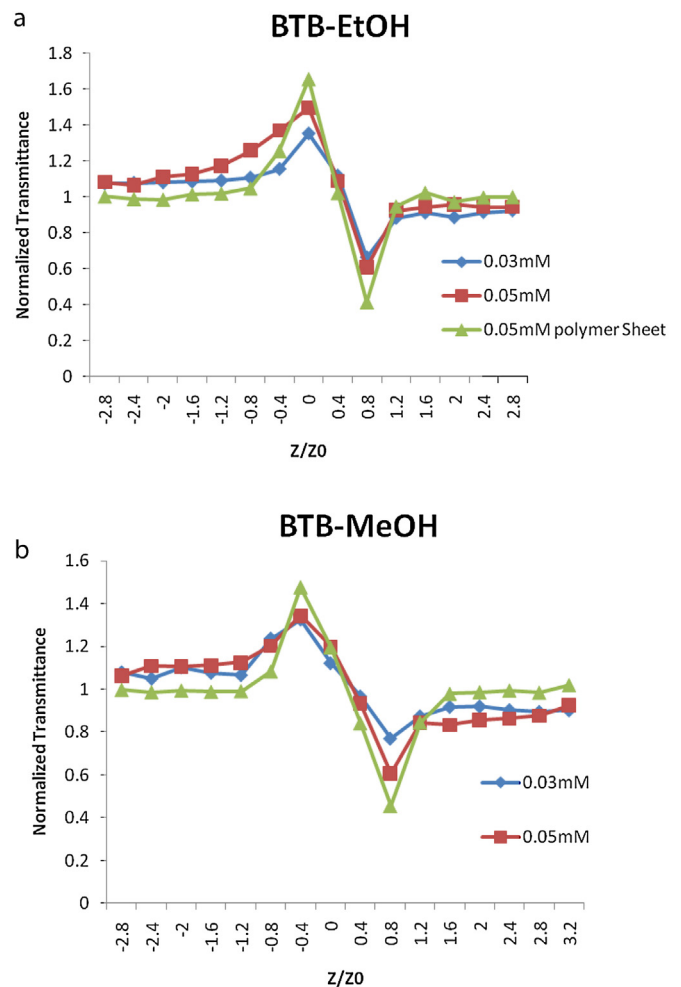 a
BTB-EtOH
Normalized Transmittance
1.8
1.6
1.4
1.2
1
0.8
0.6
0.4
0.2
0
0.03mM
0.05mM
0.05mM polymer Sheet
-2.8 -2.4 -2 -1.6 -1.2 -0.8 -0.4 0 0.4 0.8 1.2 1.6 2 2.4 2.8
Z/Z0
b
BTB-MeOH
Normalized Transmittance
1.6
1.4
1.2
1
0.8
0.6
0.4
0.2
0
0.03mM
0.05mM
-2.8 -2.4 -2 -1.6 -1.2 -0.8 -0.4 0 0.4 0.8 1.2 1.6 2 2.4 2.8 3.2
Z/Z0